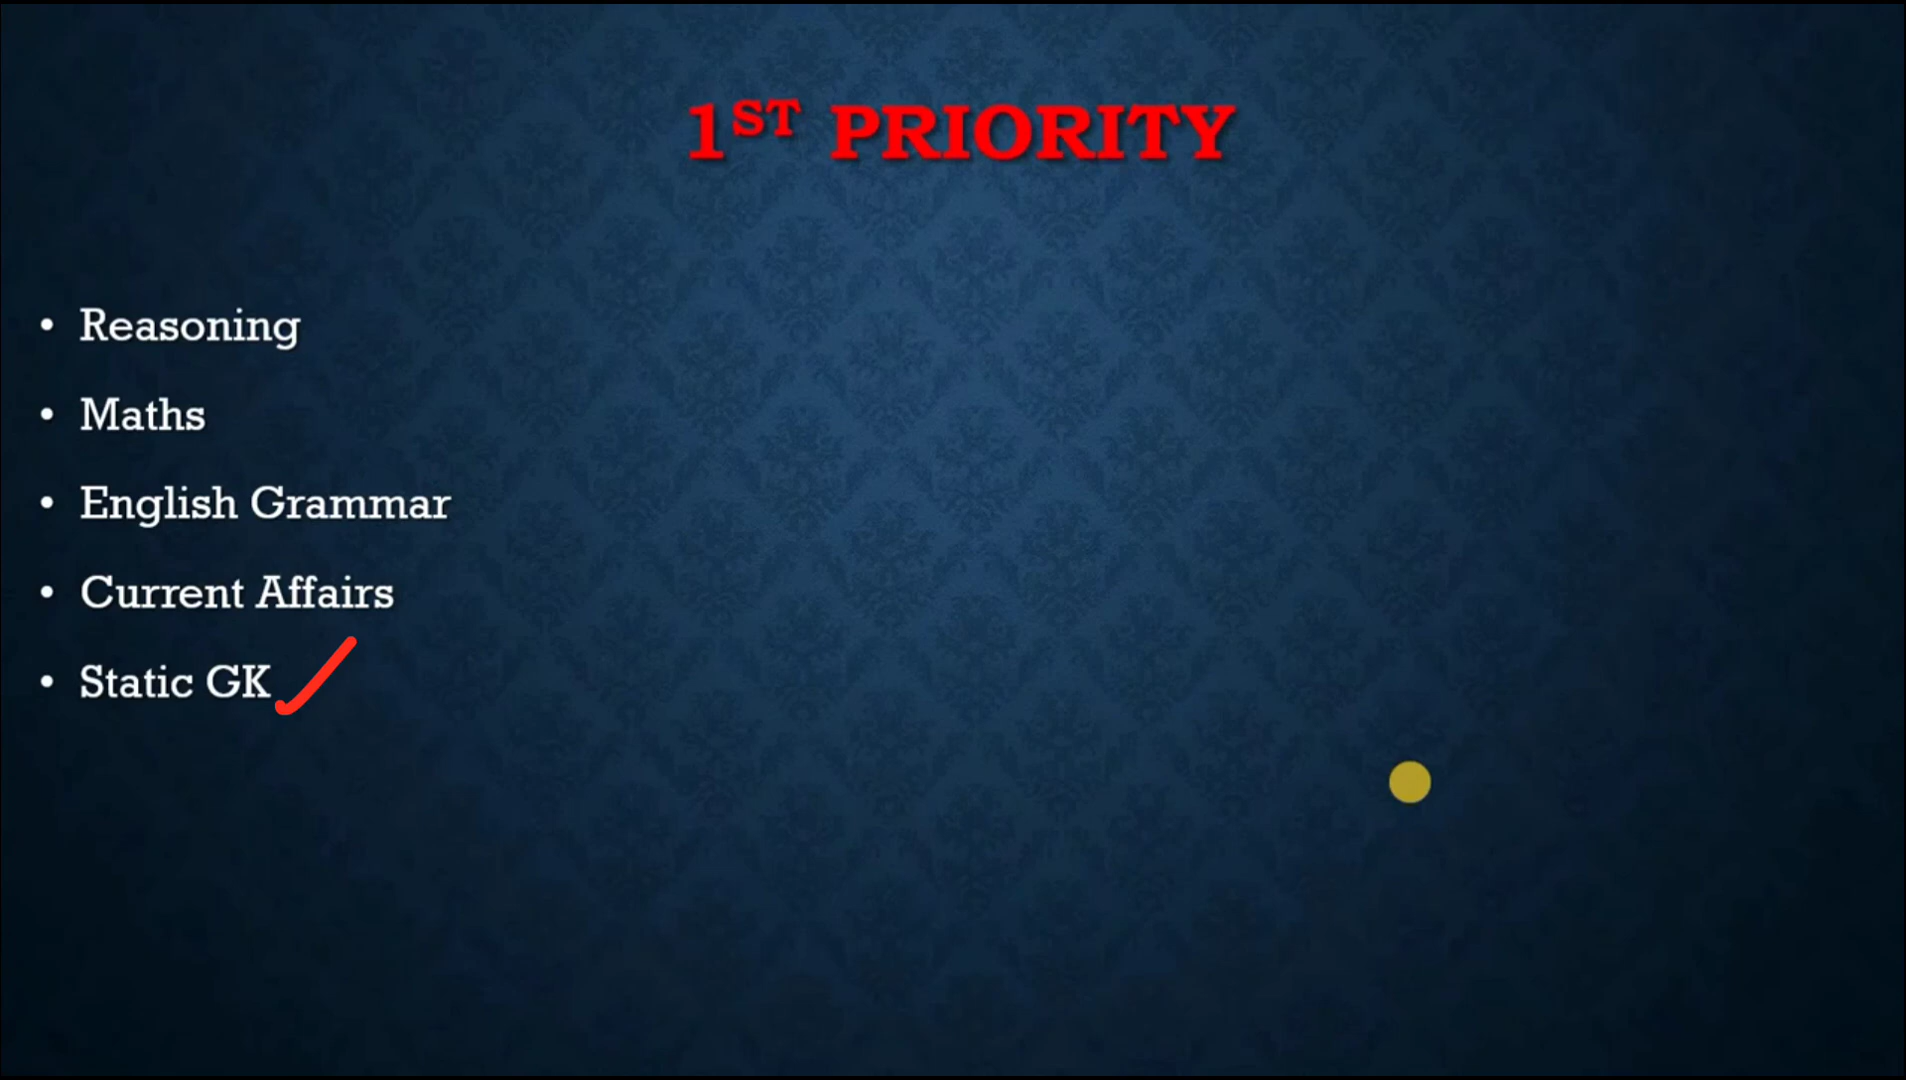 1ST PRIORITY
• Reasoning
• Maths
• English Grammar
• Current Affairs
• Static GK